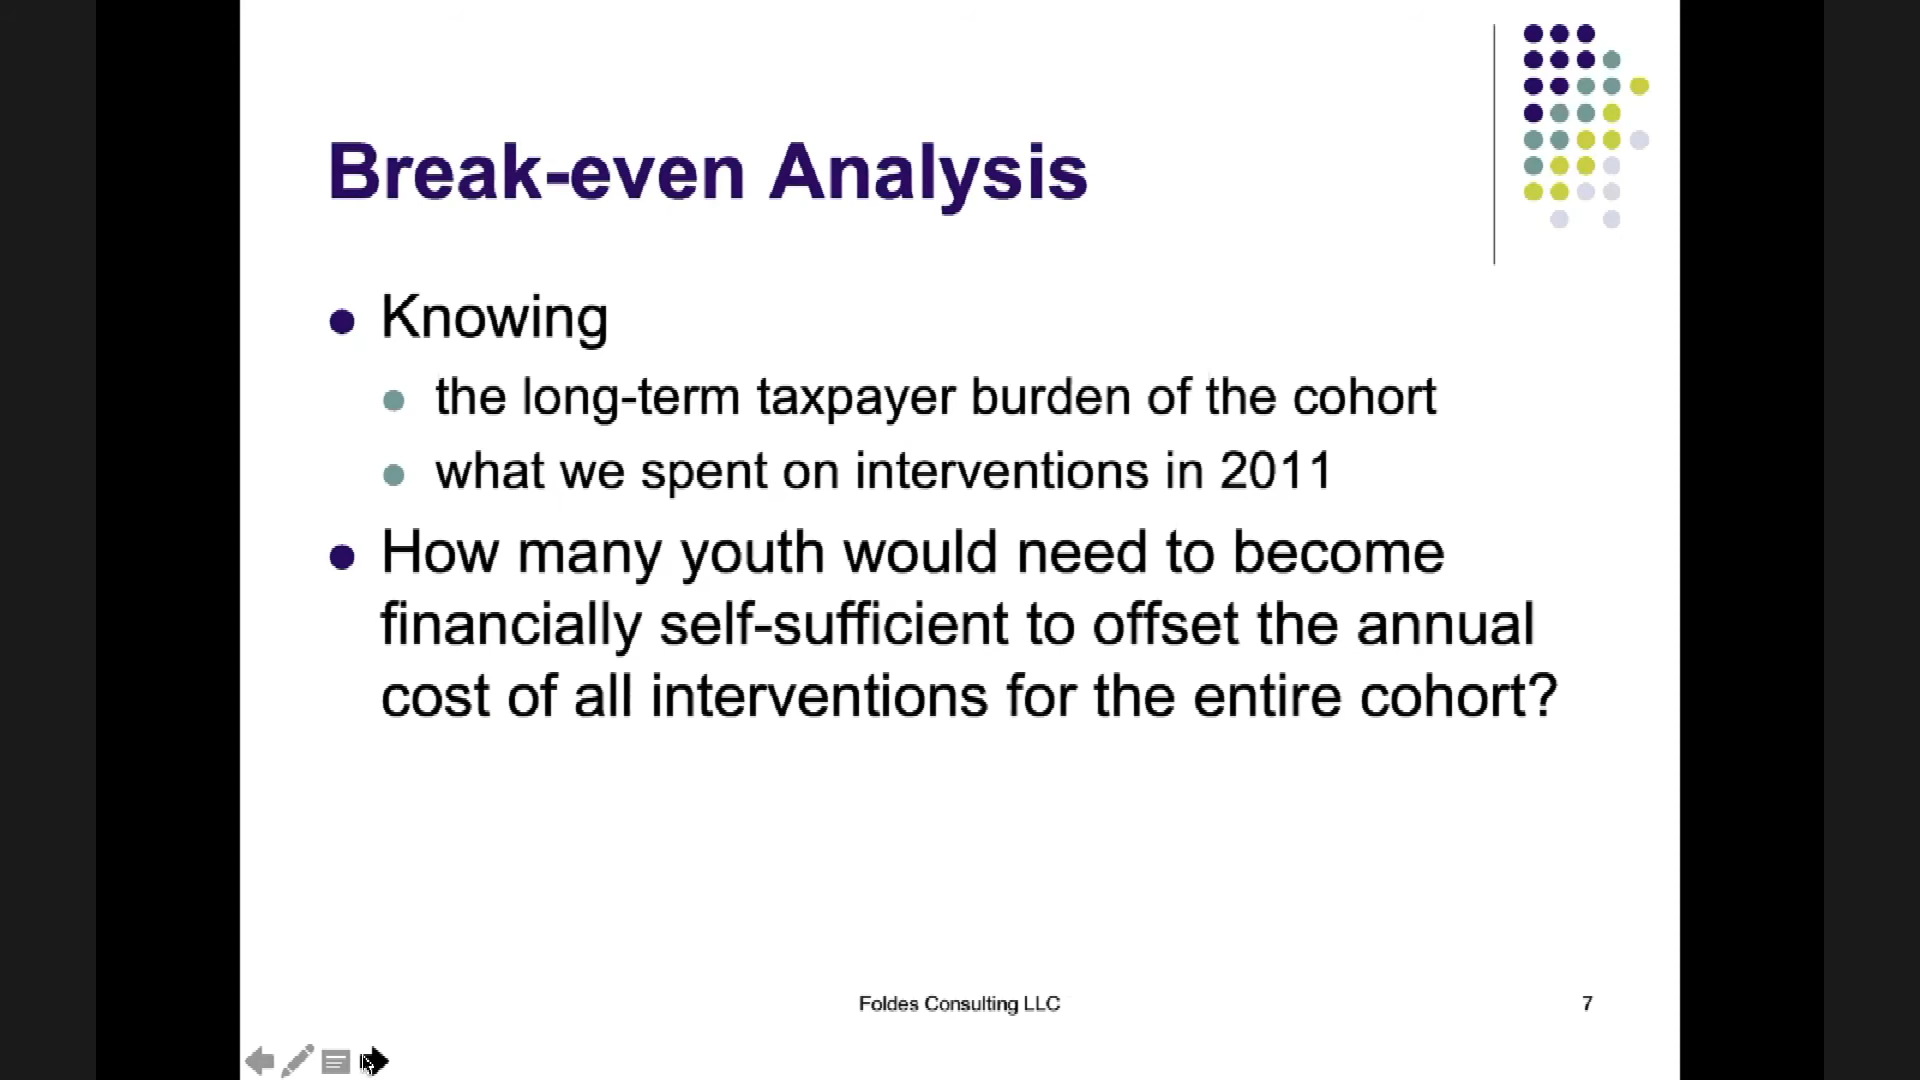 Break-even Analysis
Knowing
the long-term taxpayer burden of the cohort
what we spent on interventions in 2011
How many youth would need to become
financially self-sufficient to offset the annual
cost of all interventions for the entire cohort?
Foldes Consulting LLC
7